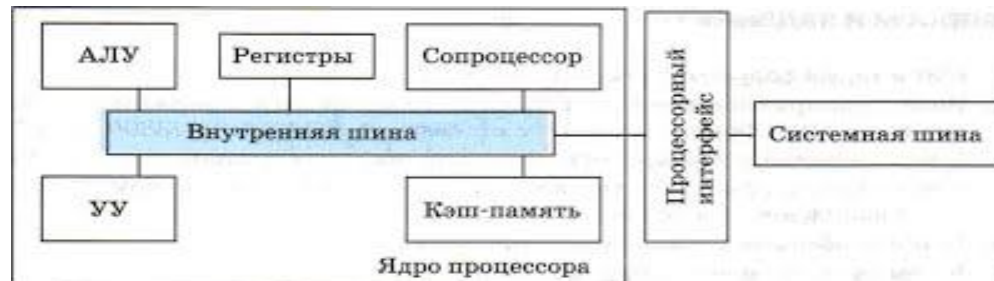 АЛУ
Регистры
Сопроцессор
Внутренняя шина
УУ
Кэш-память
Ядро процессора
Процессорный
интерфейс
Системная шина